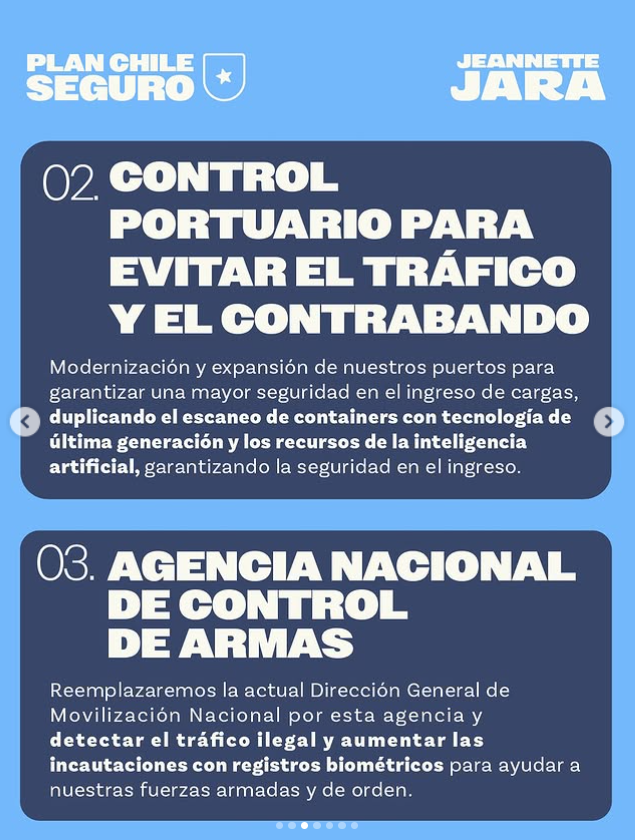 PLAN CHILE
SEGURO
JEANNETTE
JARA
02. CONTROL
PORTUARIO PARA
EVITAR EL TRÁFICO
Y EL CONTRABANDO
Modernización y expansión de nuestros puertos para
garantizar una mayor seguridad en el ingreso de cargas,
duplicando el escaneo de containers con tecnología de
última generación y los recursos de la inteligencia
artificial, garantizando la seguridad en el ingreso.
03. AGENCIA NACIONAL
DE CONTROL
DE ARMAS
Reemplazaremos la actual Dirección General de
Movilización Nacional por esta agencia y
detectar el tráfico ilegal y aumentar las
incautaciones con registros biométricos para ayudar a
nuestras fuerzas armadas y de orden.